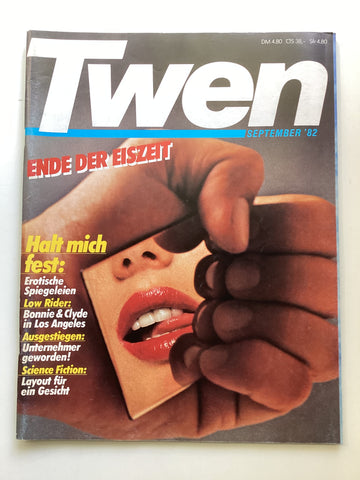 DM 4,80 öS 38,- Sfr 4,80
Twen
SEPTEMBER '82
ENDE DER EISZEIT
Halt mich
fest:
Erotische
Spiegeleien
Low Rider:
Bonnie & Clyde
in Los Angeles
Ausgestiegen:
Unternehmer
geworden!
Science Fiction:
Layout für
ein Gesicht